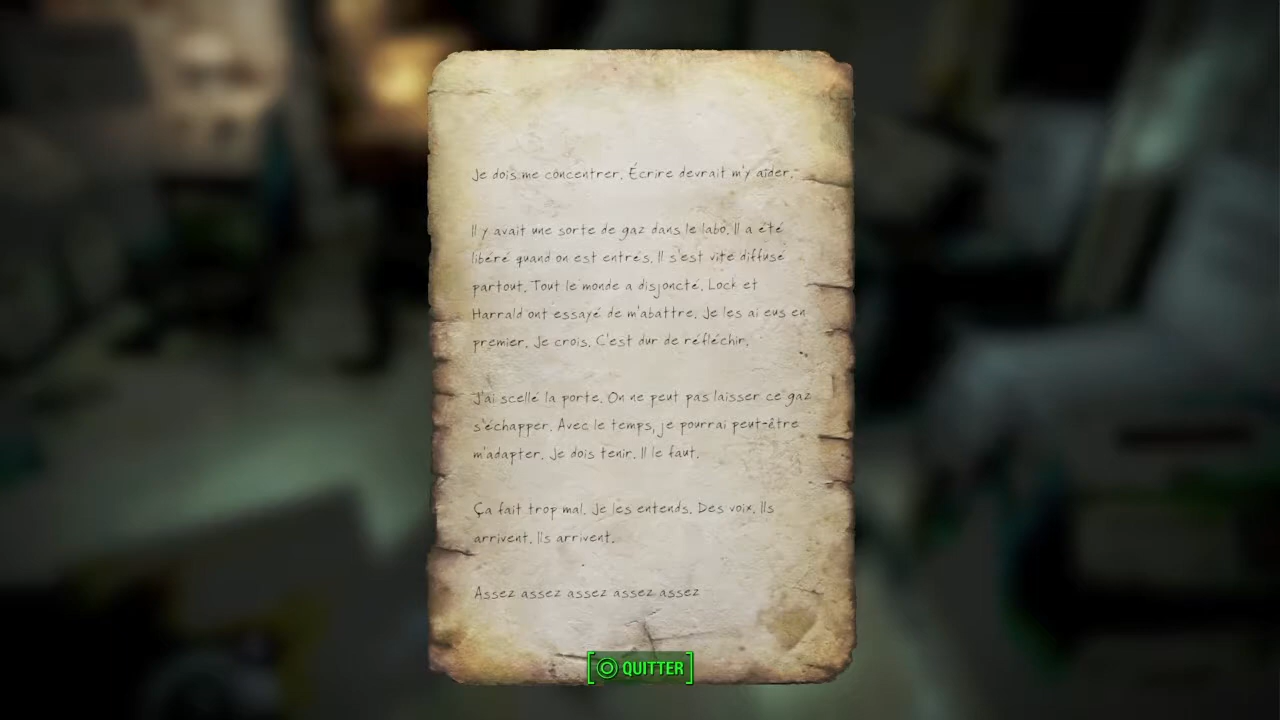 Je dois me concentrer. Écrire devrait m'y aider.
Il y avait une sorte de gaz dans le labo. Il a été
libéré quand on est entrés. Il s'est vite diffusé
partout. Tout le monde a disjoncté. Lock et
Harrald ont essayé de m'abattre. Je les ai eus en
premier. Je crois. C'est dur de réfléchir.
J'ai scellé la porte. On ne peut pas laisser ce gaz
s'échapper. Avec le temps, je pourrai peut-être
m'adapter. Je dois tenir. Il le faut.
Ça fait trop mal. Je les entends. Des voix. Ils
arrivent. Ils arrivent.
Assez assez assez assez assez
QUITTER